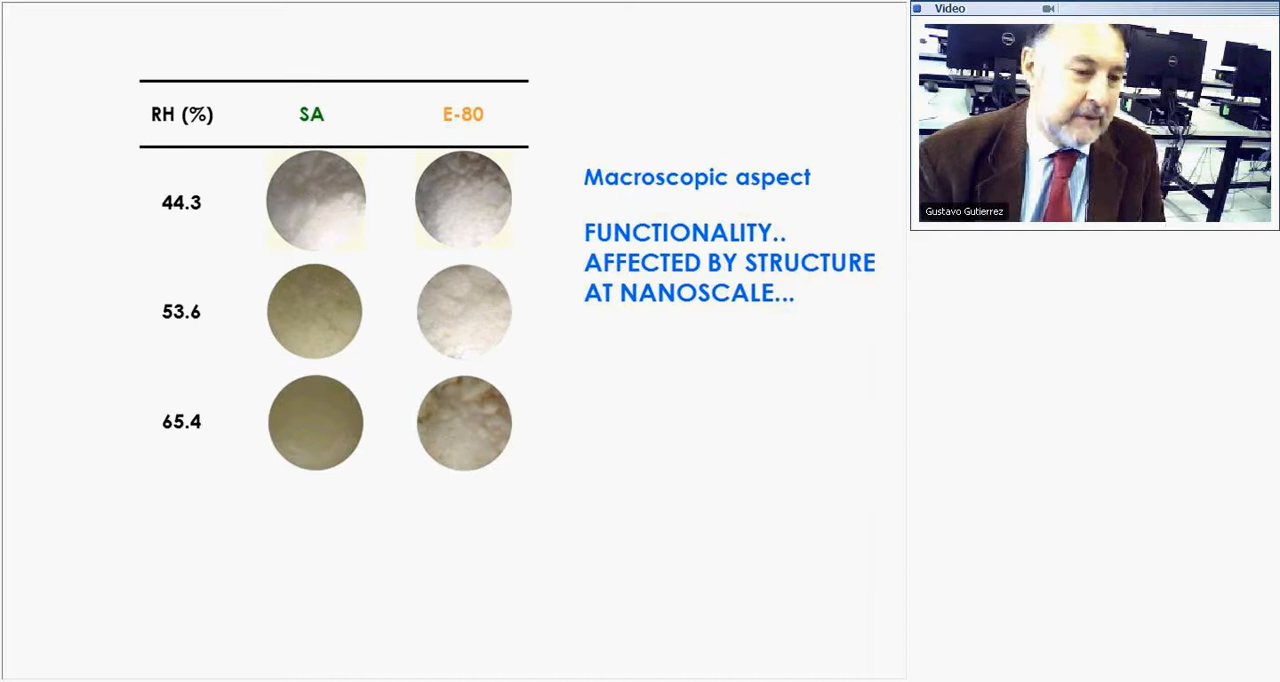 Video
RH (%) SA E-80
44.3
53.6
65.4
Macroscopic aspect
FUNCTIONALITY..
AFFECTED BY STRUCTURE
AT NANOSCALE...
Gustavo Gutierrez